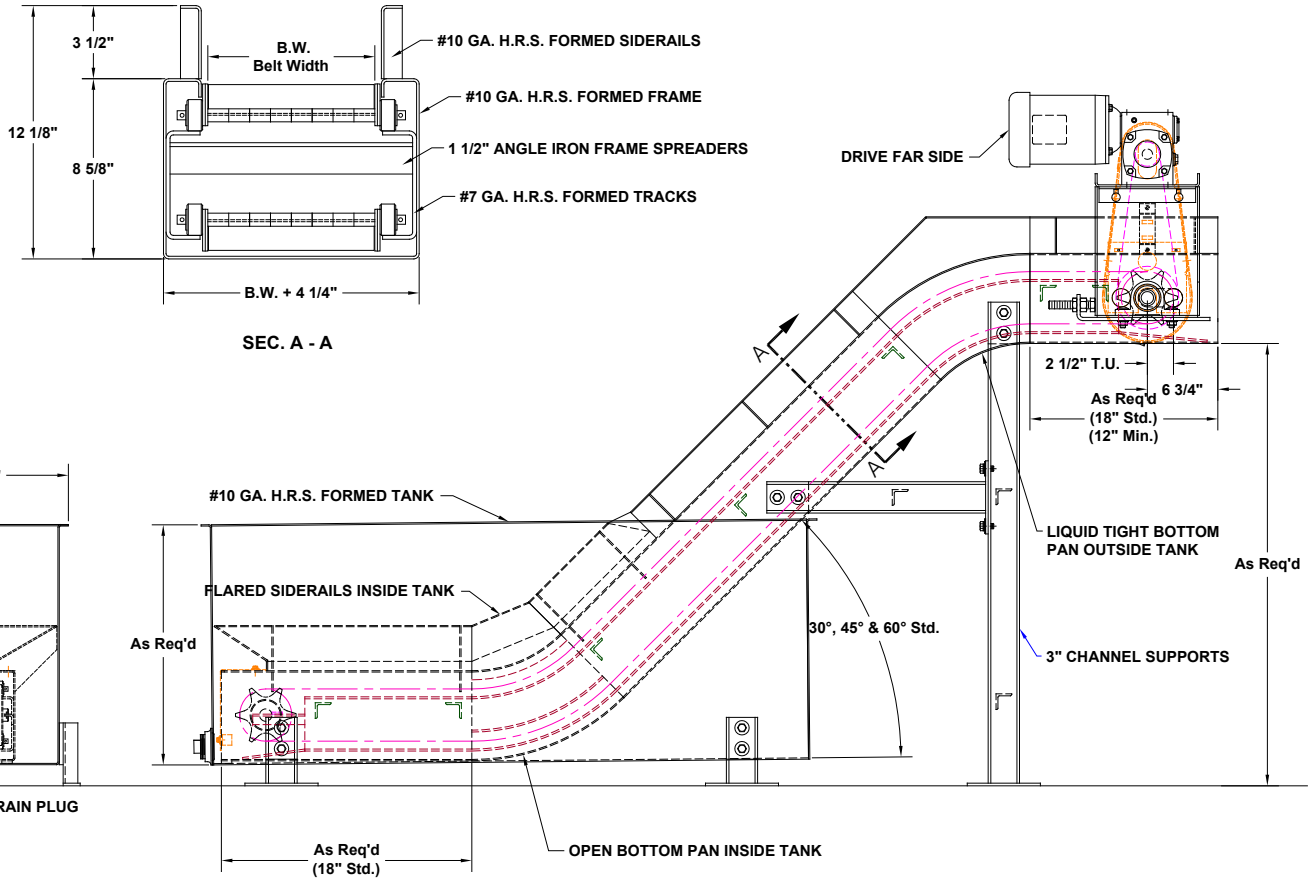 3 1/2"
12 1/8"
8 5/8"
B.W.
Belt Width
#10 GA. H.R.S. FORMED SIDERAILS
#10 GA. H.R.S. FORMED FRAME
1 1/2" ANGLE IRON FRAME SPREADERS
#7 GA. H.R.S. FORMED TRACKS
B.W. + 4 1/4"
SEC. A - A
DRIVE FAR SIDE
A
A
2 1/2" T.U.
6 3/4"
As Req'd
(18" Std.)
(12" Min.)
#10 GA. H.R.S. FORMED TANK
LIQUID TIGHT BOTTOM
PAN OUTSIDE TANK
As Req'd
FLARED SIDERAILS INSIDE TANK
As Req'd
30°, 45° & 60° Std.
3" CHANNEL SUPPORTS
RAIN PLUG
As Req'd
(18" Std.)
OPEN BOTTOM PAN INSIDE TANK